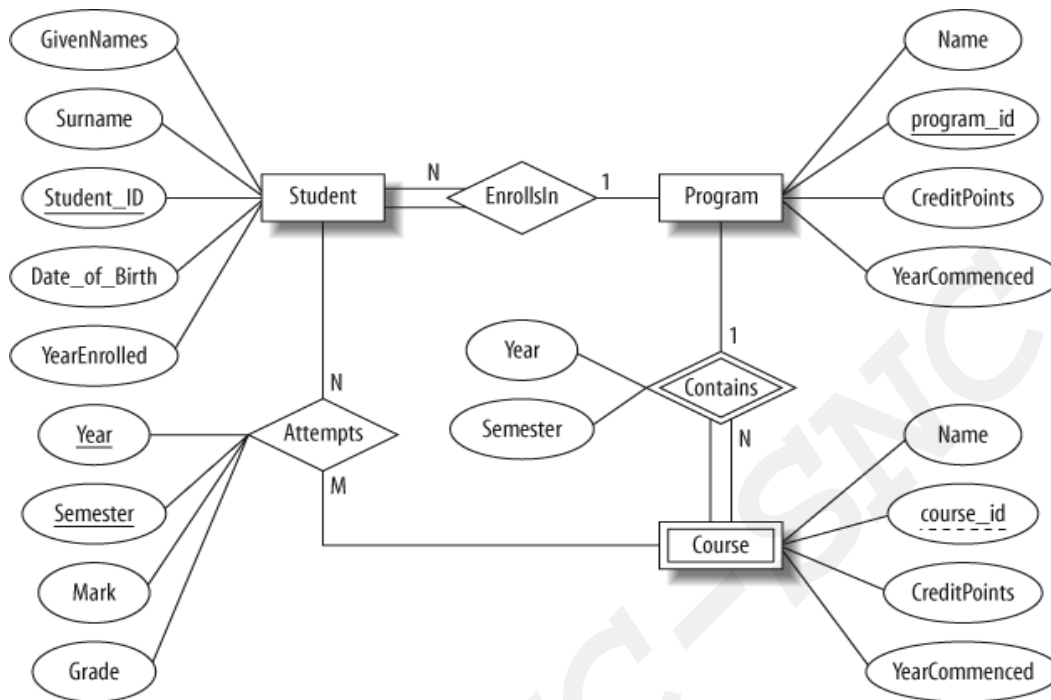 GivenNames
Surname
Student_ID
Date_of_Birth
YearEnrolled
Student
N
EnrollsIn
1
Program
Name
program_id
CreditPoints
YearCommenced
Year
Semester
1
Contains
N
N
Attempts
M
Year
Semester
Mark
Grade
Course
Name
course_id
CreditPoints
YearCommenced